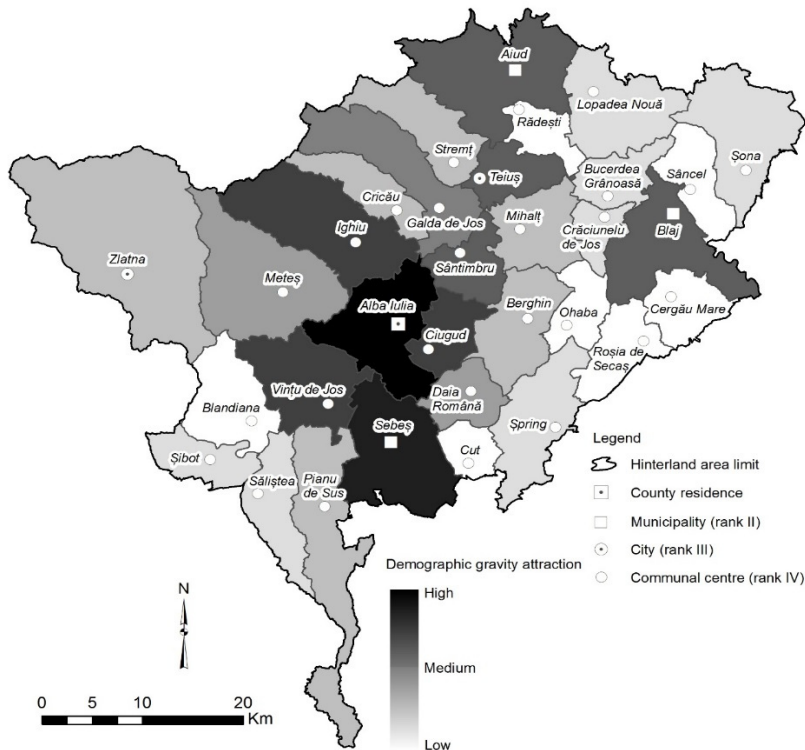 Aiud
Lopadea Nouă
Rădești
Stremț
Șona
Teiuș
Bucerdea
Grânoasă
Sâncel
Cricău
Galda de Jos
Mihalț
Crăciunelu
de Jos
Blaj
Ighiu
Zlatna
Meteș
Sântimbru
Alba Iulia
Berghin
Ohaba
Cergău Mare
Ciugud
Roșia de
Secaș
Vințu de Jos
Daia
Română
Blandiana
Sebeș
Șpring
Cut
Șibot
Săliștea
Pianu
de Sus
Legend
Hinterland area limit
County residence
Municipality (rank II)
City (rank III)
Communal centre (rank IV)
Demographic gravity attraction
High
Medium
Low
N
0 5 10 20
Km